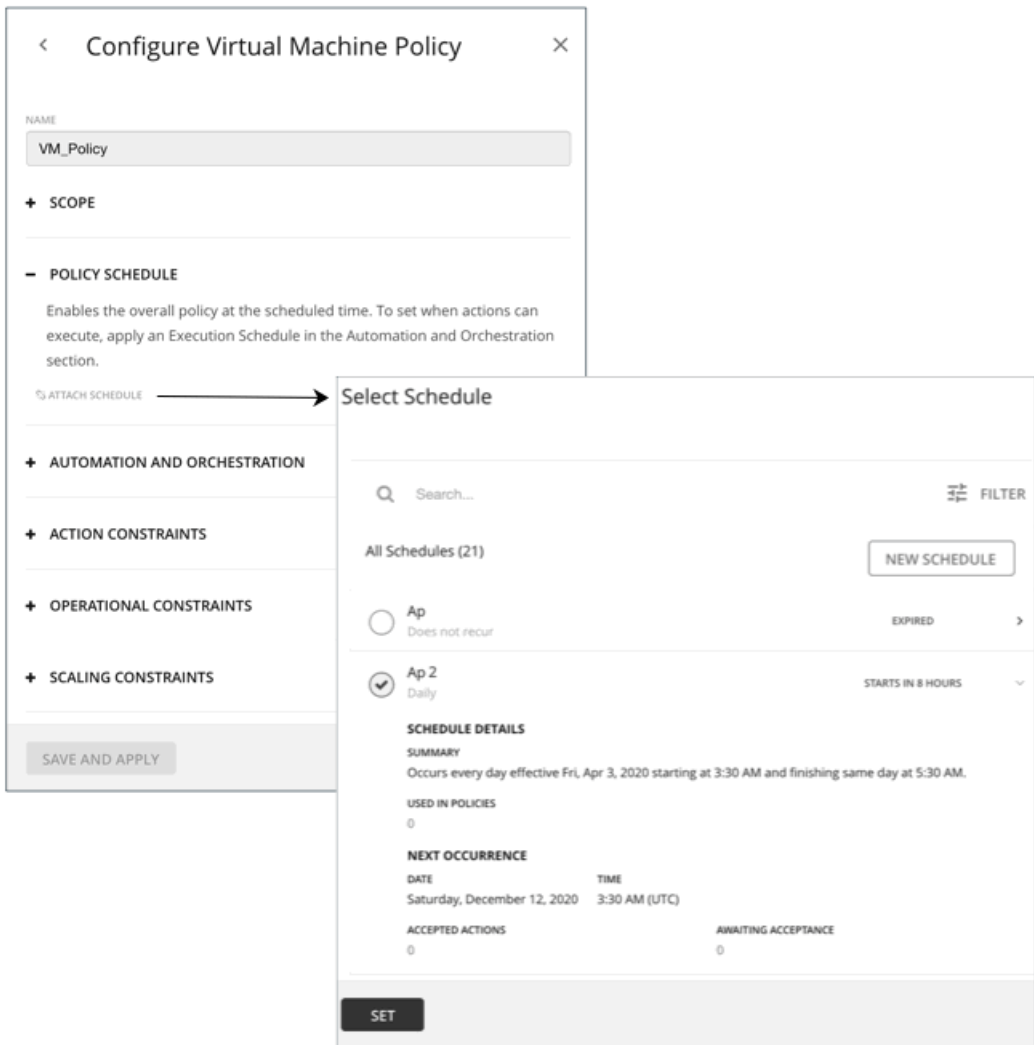 Configure Virtual Machine Policy
NAME
VM_Policy
SCOPE
POLICY SCHEDULE
Enables the overall policy at the scheduled time. To set when actions can
execute, apply an Execution Schedule in the Automation and Orchestration
section.
ATTACH SCHEDULE
AUTOMATION AND ORCHESTRATION
ACTION CONSTRAINTS
OPERATIONAL CONSTRAINTS
SCALING CONSTRAINTS
SAVE AND APPLY
Select Schedule
Search...
FILTER
All Schedules (21)
NEW SCHEDULE
Ap
Does not recur
EXPIRED
Ap 2
Daily
STARTS IN 8 HOURS
SCHEDULE DETAILS
SUMMARY
Occurs every day effective Fri, Apr 3, 2020 starting at 3:30 AM and finishing same day at 5:30 AM.
USED IN POLICIES
0
NEXT OCCURRENCE
DATE TIME
Saturday, December 12, 2020 3:30 AM (UTC)
ACCEPTED ACTIONS AWAITING ACCEPTANCE
0 0
SET